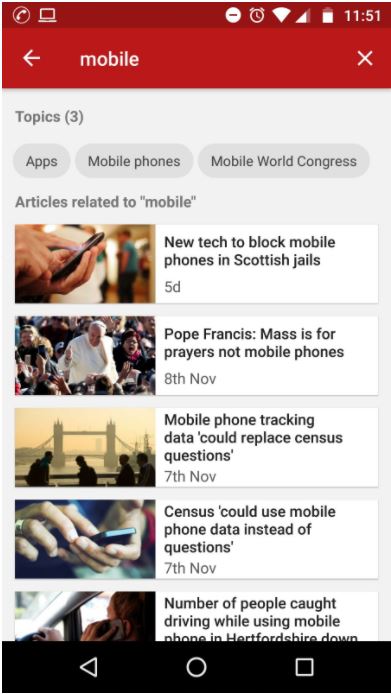 11:51
mobile
Topics (3)
Apps
Mobile phones
Mobile World Congress
Articles related to "mobile"
New tech to block mobile
phones in Scottish jails
5d
Pope Francis: Mass is for
prayers not mobile phones
8th Nov
Mobile phone tracking
data 'could replace census
questions'
7th Nov
Census 'could use mobile
phone data instead of
questions'
7th Nov
Number of people caught
driving while using mobile
phone in Hertfordshire down